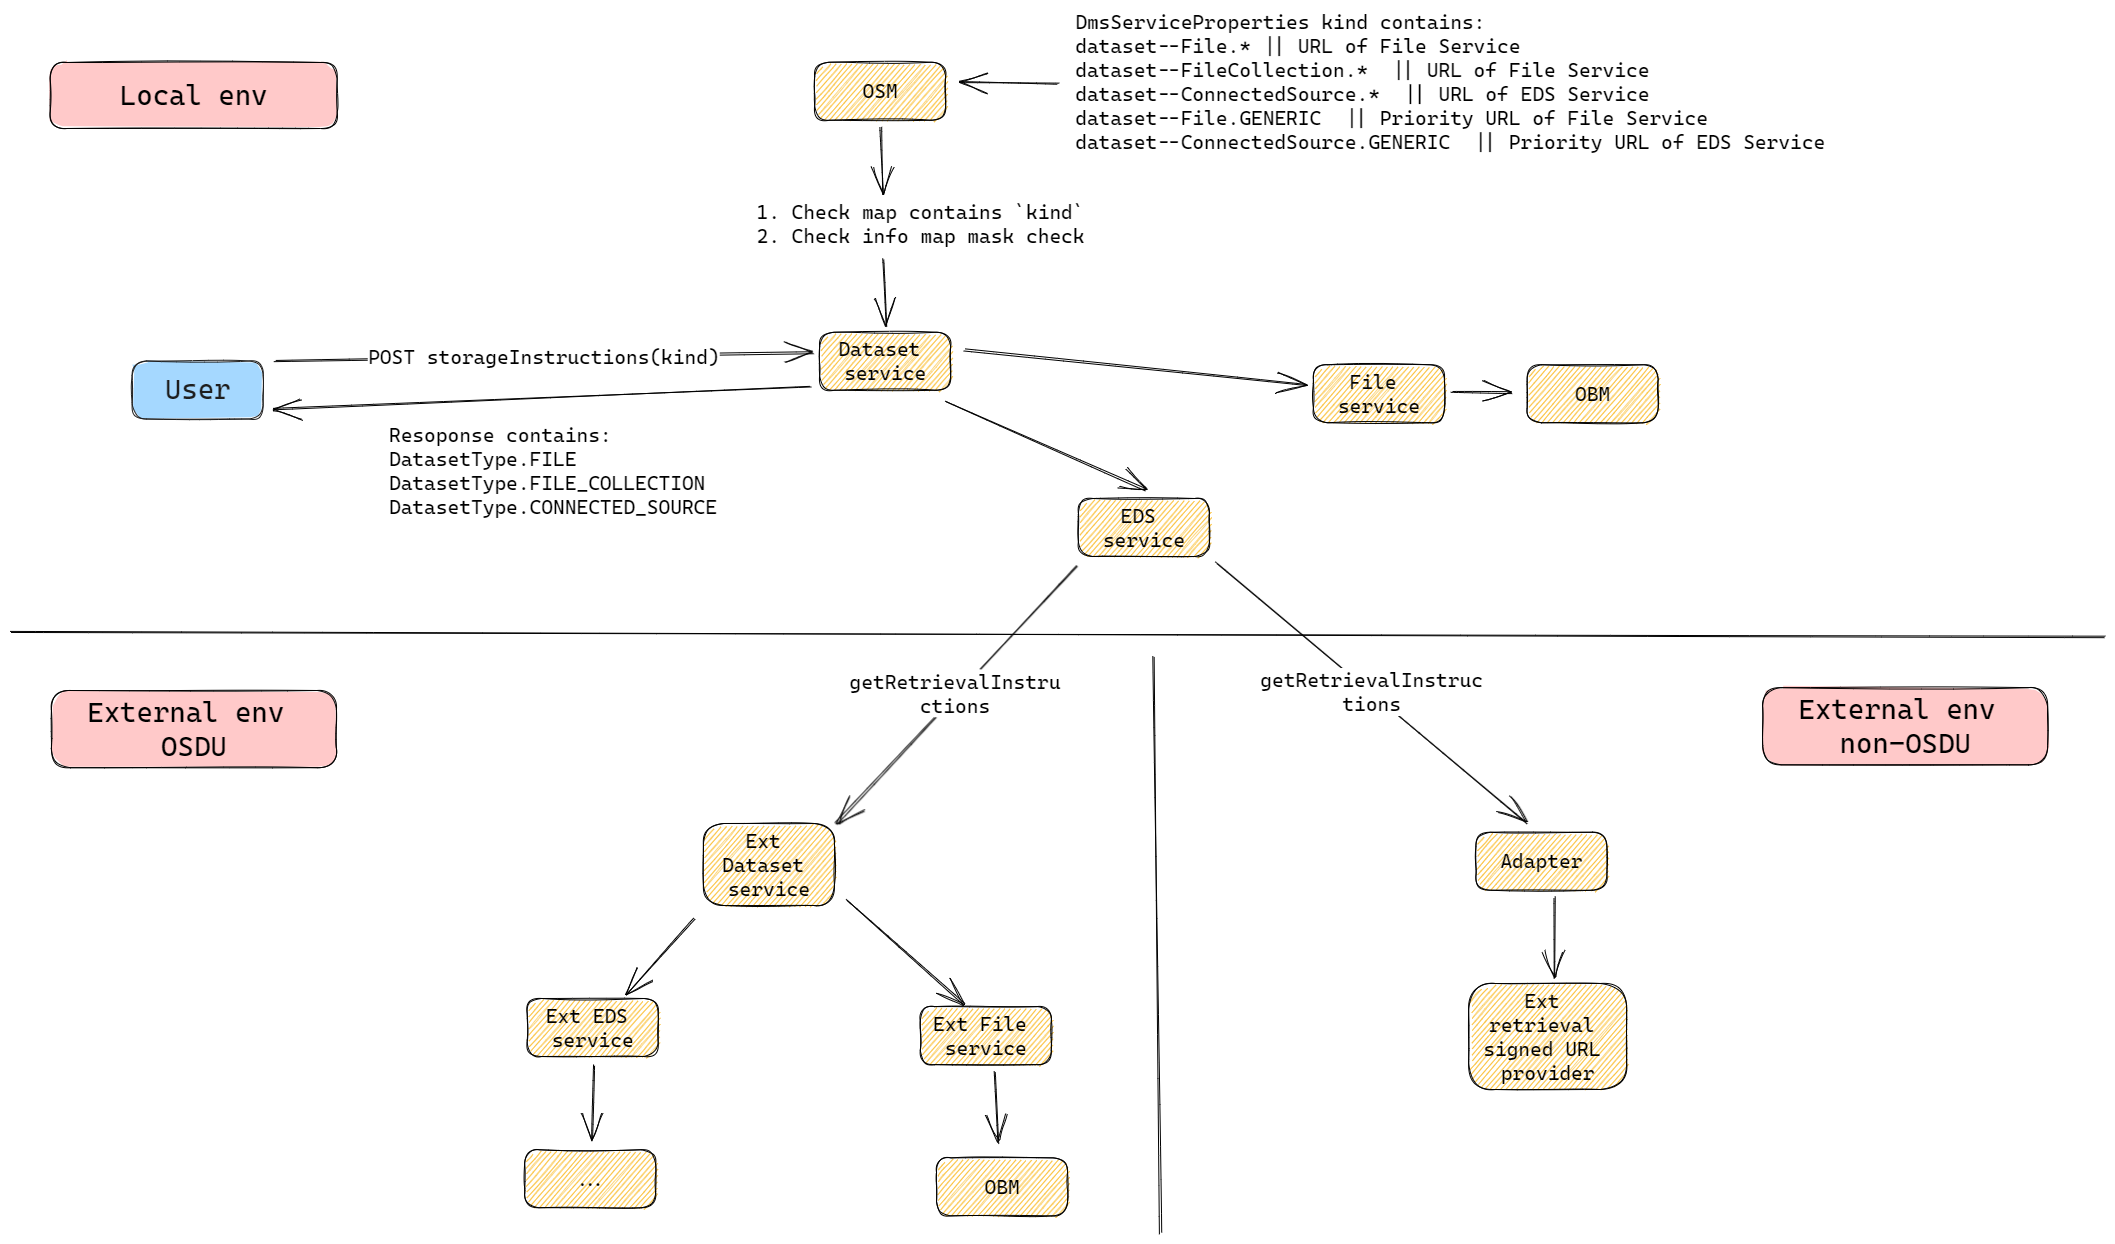 DmsServiceProperties kind contains:
dataset--File.* || URL of File Service
dataset--FileCollection.*  || URL of File Service
dataset--ConnectedSource.*  || URL of EDS Service
dataset--File.GENERIC  || Priority URL of File Service
dataset--ConnectedSource.GENERIC  || Priority URL of EDS Service
Local env
OSM
1. Check map contains `kind`
2. Check info map mask check
User
POST storageInstructions(kind)
Dataset
service
File
service
OBM
Resoponse contains:
DatasetType.FILE
DatasetType.FILE_COLLECTION
DatasetType.CONNECTED_SOURCE
EDS
service
External env
OSDU
getRetrievalInstru
ctions
getRetrievalInstruc
tions
External env
non-OSDU
Ext
Dataset
service
Adapter
Ext EDS
service
Ext File
service
Ext
retrieval
signed URL
provider
...
OBM